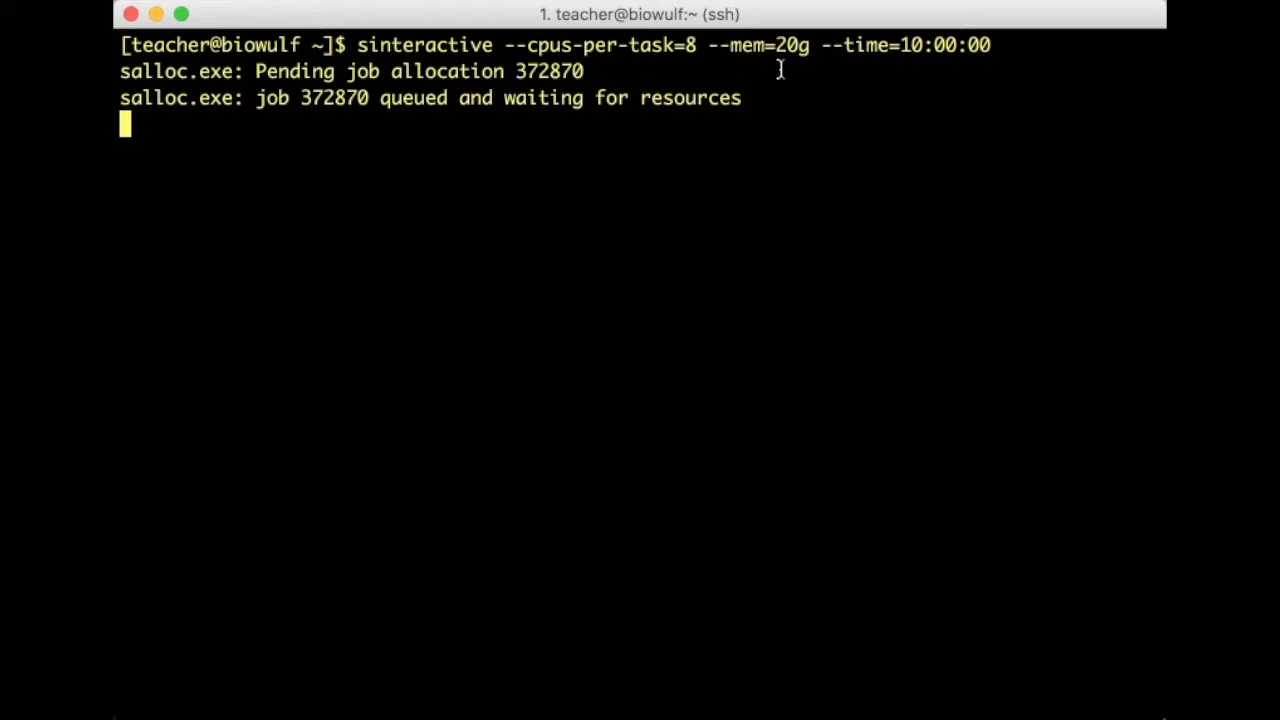 1. teacher@biowulf:~ (ssh)
[teacher@biowulf ~]$ sinteractive --cpus-per-task=8 --mem=20g --time=10:00:00
salloc.exe: Pending job allocation 372870
salloc.exe: job 372870 queued and waiting for resources